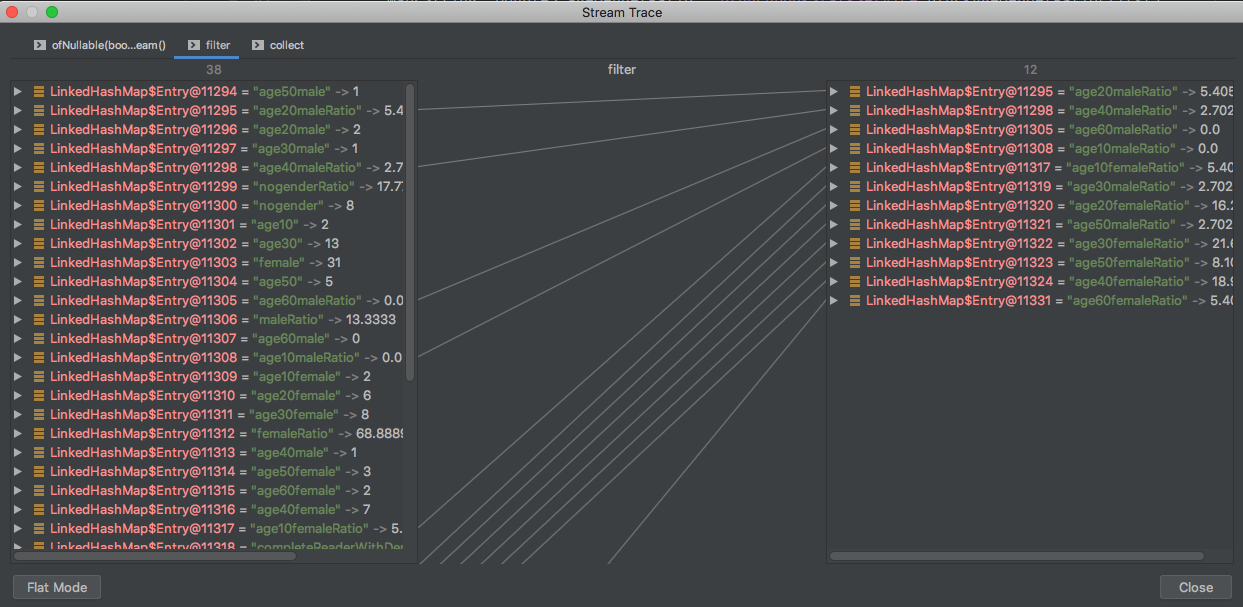 Stream Trace
ofNullable(boo...eam()
filter
collect
38
filter
12
LinkedHashMap$Entry@11294 = "age50male" -> 1
LinkedHashMap$Entry@11295 = "age20maleRatio" -> 5.4
LinkedHashMap$Entry@11296 = "age20male" -> 2
LinkedHashMap$Entry@11297 = "age30male" -> 1
LinkedHashMap$Entry@11298 = "age40maleRatio" -> 2.7
LinkedHashMap$Entry@11299 = "nogenderRatio" -> 17.7
LinkedHashMap$Entry@11300 = "nogender" -> 8
LinkedHashMap$Entry@11301 = "age10" -> 2
LinkedHashMap$Entry@11302 = "age30" -> 13
LinkedHashMap$Entry@11303 = "female" -> 31
LinkedHashMap$Entry@11304 = "age50" -> 5
LinkedHashMap$Entry@11305 = "age60maleRatio" -> 0.0
LinkedHashMap$Entry@11306 = "maleRatio" -> 13.3333
LinkedHashMap$Entry@11307 = "age60male" -> 0
LinkedHashMap$Entry@11308 = "age10maleRatio" -> 0.0
LinkedHashMap$Entry@11309 = "age10female" -> 2
LinkedHashMap$Entry@11310 = "age20female" -> 6
LinkedHashMap$Entry@11311 = "age30female" -> 8
LinkedHashMap$Entry@11312 = "femaleRatio" -> 68.8889
LinkedHashMap$Entry@11313 = "age40male" -> 1
LinkedHashMap$Entry@11314 = "age50female" -> 3
LinkedHashMap$Entry@11315 = "age60female" -> 2
LinkedHashMap$Entry@11316 = "age40female" -> 7
LinkedHashMap$Entry@11317 = "age10femaleRatio" -> 5.
LinkedHashMap$Entry@11318 = "completeReaderWithDe
LinkedHashMap$Entry@11295 = "age20maleRatio" -> 5.405
LinkedHashMap$Entry@11298 = "age40maleRatio" -> 2.702
LinkedHashMap$Entry@11305 = "age60maleRatio" -> 0.0
LinkedHashMap$Entry@11308 = "age10maleRatio" -> 0.0
LinkedHashMap$Entry@11317 = "age10femaleRatio" -> 5.40
LinkedHashMap$Entry@11319 = "age30maleRatio" -> 2.702
LinkedHashMap$Entry@11320 = "age20femaleRatio" -> 16.2
LinkedHashMap$Entry@11321 = "age50maleRatio" -> 2.702
LinkedHashMap$Entry@11322 = "age30femaleRatio" -> 21.6
LinkedHashMap$Entry@11323 = "age50femaleRatio" -> 8.10
LinkedHashMap$Entry@11324 = "age40femaleRatio" -> 18.9
LinkedHashMap$Entry@11331 = "age60femaleRatio" -> 5.40
Flat Mode
Close